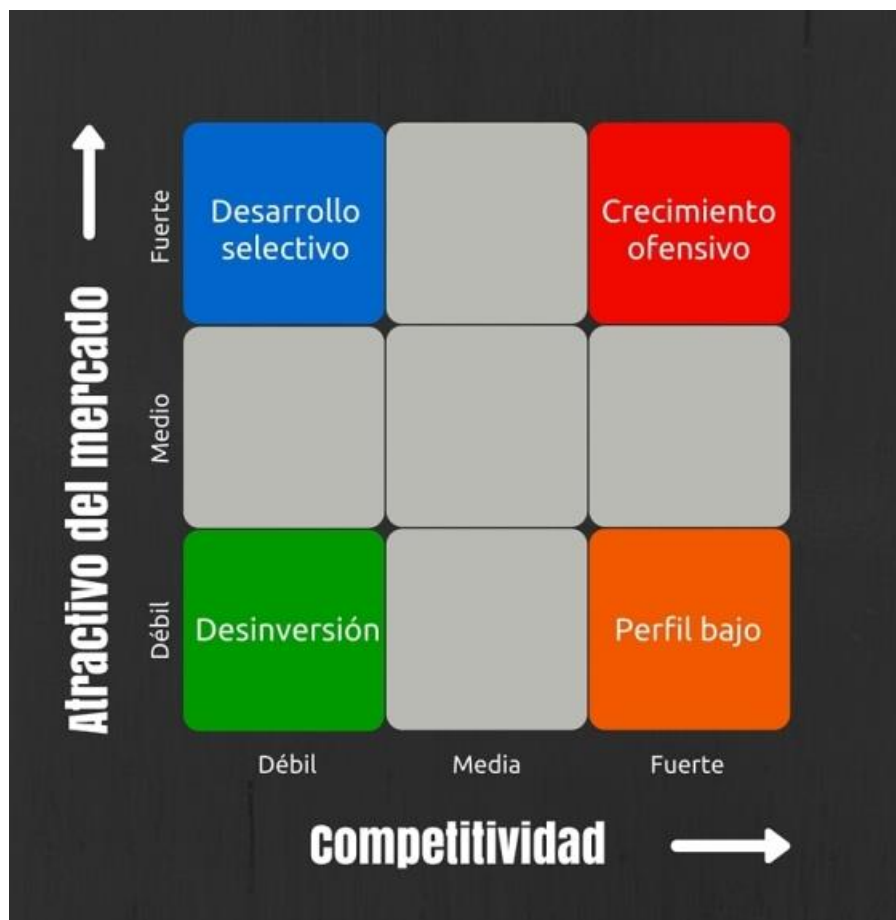 Atractivo del mercado
Fuerte
Medio
Débil
Desarrollo
selectivo
Crecimiento
ofensivo
Desinversión
Perfil bajo
Débil
Media
Fuerte
Competitividad